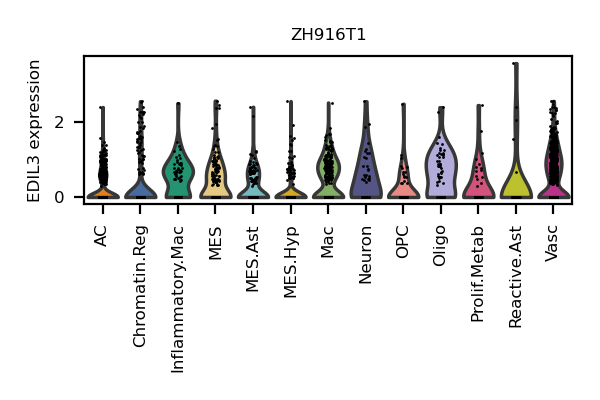 ZH916T1
EDIL3 expression
2
0
AC
Chromatin.Reg
Inflammatory.Mac
MES
MES.Ast
MES.Hyp
Mac
Neuron
OPC
Oligo
Prolif.Metab
Reactive.Ast
Vasc